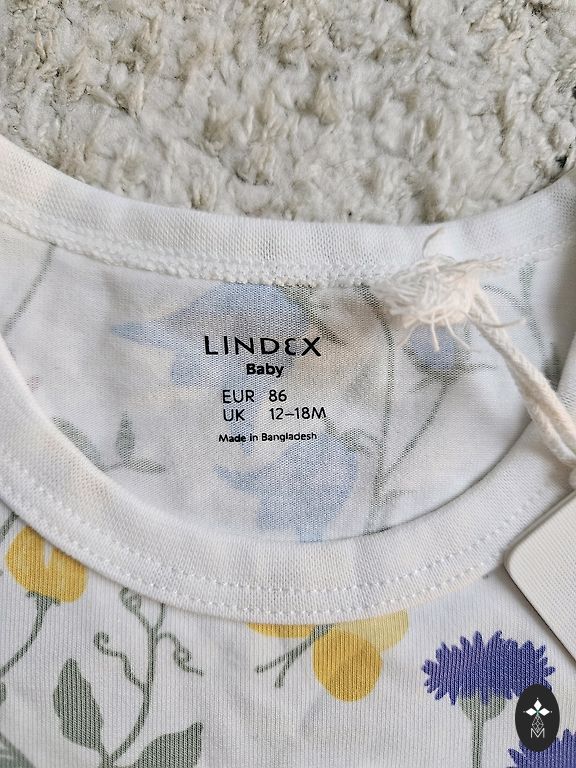 LINDEX
Baby
EUR 86
UK 12–18M
Made in Bangladesh
M